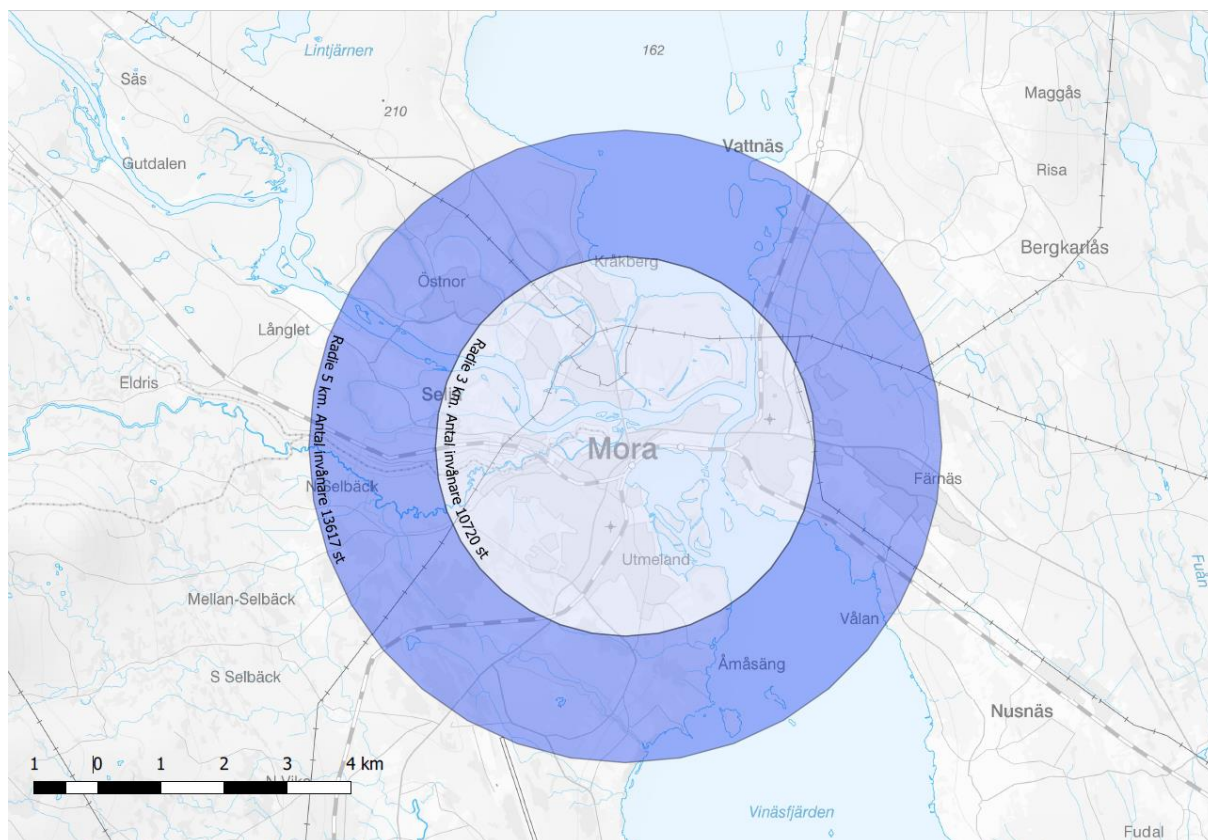 Lintjärnen
162
Säs
Maggås
210
Vattnäs
Gutdalen
Risa
Bergkarlås
Kråkberg
Östnor
Långlet
Eldris
Radie 5 km. Antal invånare 13617 st
Radie 3 km. Antal invånare 10720 st
Mora
Färnäs
N Selbäck
Utmeland
Fuån
Mellan-Selbäck
Vålan
Åmåsäng
S Selbäck
Nusnäs
1 0 1 2 3 4 km
Vinäsfjärden
Fudal